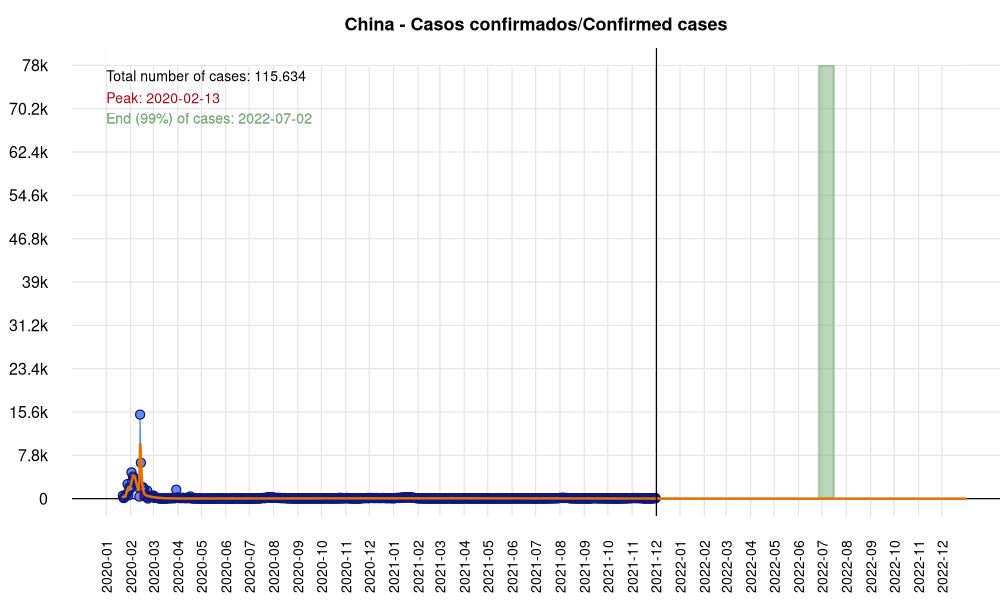 China - Casos confirmados/Confirmed cases
Total number of cases: 115.634
Peak: 2020-02-13
End (99%) of cases: 2022-07-02
78k
70.2k
62.4k
54.6k
46.8k
39k
31.2k
23.4k
15.6k
7.8k
0
2020-01
2020-02
2020-03
2020-04
2020-05
2020-06
2020-07
2020-08
2020-09
2020-10
2020-11
2020-12
2021-01
2021-02
2021-03
2021-04
2021-05
2021-06
2021-07
2021-08
2021-09
2021-10
2021-11
2021-12
2022-01
2022-02
2022-03
2022-04
2022-05
2022-06
2022-07
2022-08
2022-09
2022-10
2022-11
2022-12